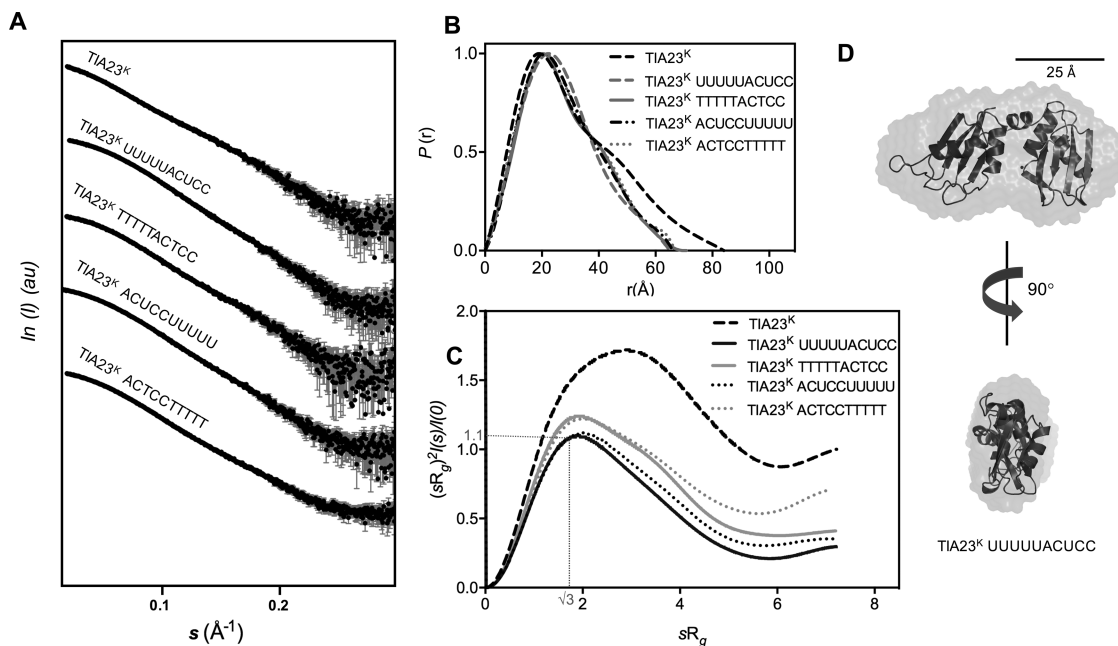 A
TIA23ᴷ
TIA23ᴷ UUUUUACUCC
TIA23ᴷ TTTTTACTCC
TIA23ᴷ ACUCCUUUUU
TIA23ᴷ ACTCCTTTTT
ln (I) (au)
0.1 0.2
s (Å⁻¹)
B
1.0
0.5
0.0
P (r)
TIA23ᴷ
TIA23ᴷ UUUUUACUCC
TIA23ᴷ TTTTTACTCC
TIA23ᴷ ACUCCUUUUU
TIA23ᴷ ACTCCTTTTT
0 20 40 60 80 100
r(Å)
C
2.0
1.5
1.1
1.0
0.5
0.0
(sRg)²I(s)/I(0)
TIA23ᴷ
TIA23ᴷ UUUUUACUCC
TIA23ᴷ TTTTTACTCC
TIA23ᴷ ACUCCUUUUU
TIA23ᴷ ACTCCTTTTT
0 √3 2 4 6 8
sRg
D
25 Å
90°
TIA23ᴷ UUUUUACUCC